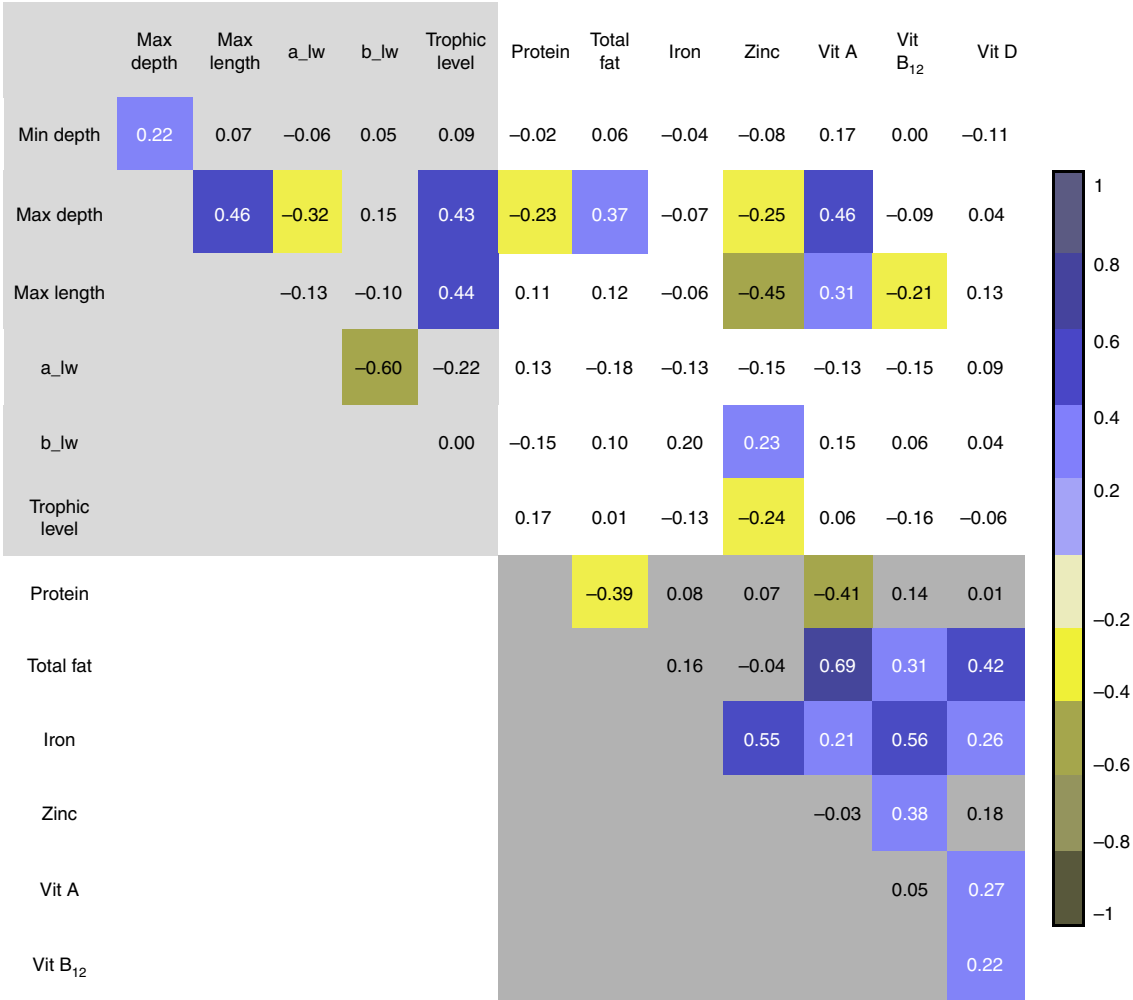 Max depth Max length a_lw b_lw Trophic level Protein Total fat Iron Zinc Vit A Vit B12 Vit D
Min depth 0.22 0.07 –0.06 0.05 0.09 –0.02 0.06 –0.04 –0.08 0.17 0.00 –0.11
Max depth 0.46 –0.32 0.15 0.43 –0.23 0.37 –0.07 –0.25 0.46 –0.09 0.04
Max length –0.13 –0.10 0.44 0.11 0.12 –0.06 –0.45 0.31 –0.21 0.13
a_lw –0.60 –0.22 0.13 –0.18 –0.13 –0.15 –0.13 –0.15 0.09
b_lw 0.00 –0.15 0.10 0.20 0.23 0.15 0.06 0.04
Trophic level 0.17 0.01 –0.13 –0.24 0.06 –0.16 –0.06
Protein –0.39 0.08 0.07 –0.41 0.14 0.01
Total fat 0.16 –0.04 0.69 0.31 0.42
Iron 0.55 0.21 0.56 0.26
Zinc –0.03 0.38 0.18
Vit A 0.05 0.27
Vit B12 0.22
1
0.8
0.6
0.4
0.2
–0.2
–0.4
–0.6
–0.8
–1